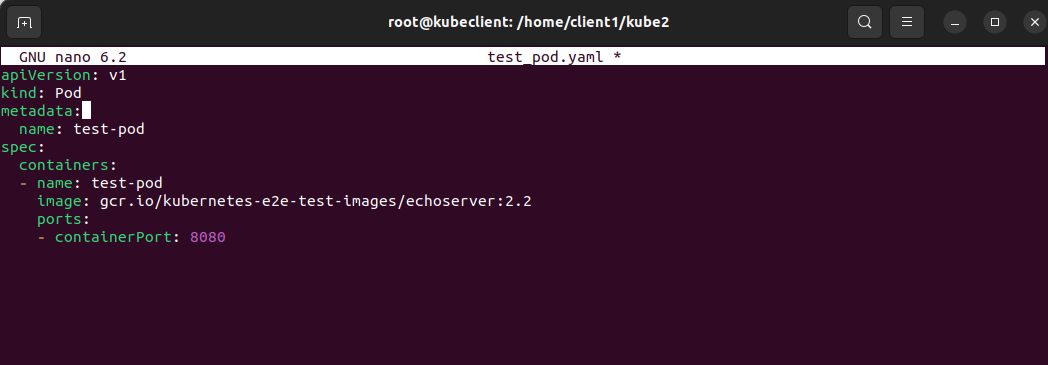 root@kubeclient: /home/client1/kube2
GNU nano 6.2 test_pod.yaml *
apiVersion: v1
kind: Pod
metadata:
  name: test-pod
spec:
  containers:
  - name: test-pod
    image: gcr.io/kubernetes-e2e-test-images/echoserver:2.2
    ports:
    - containerPort: 8080